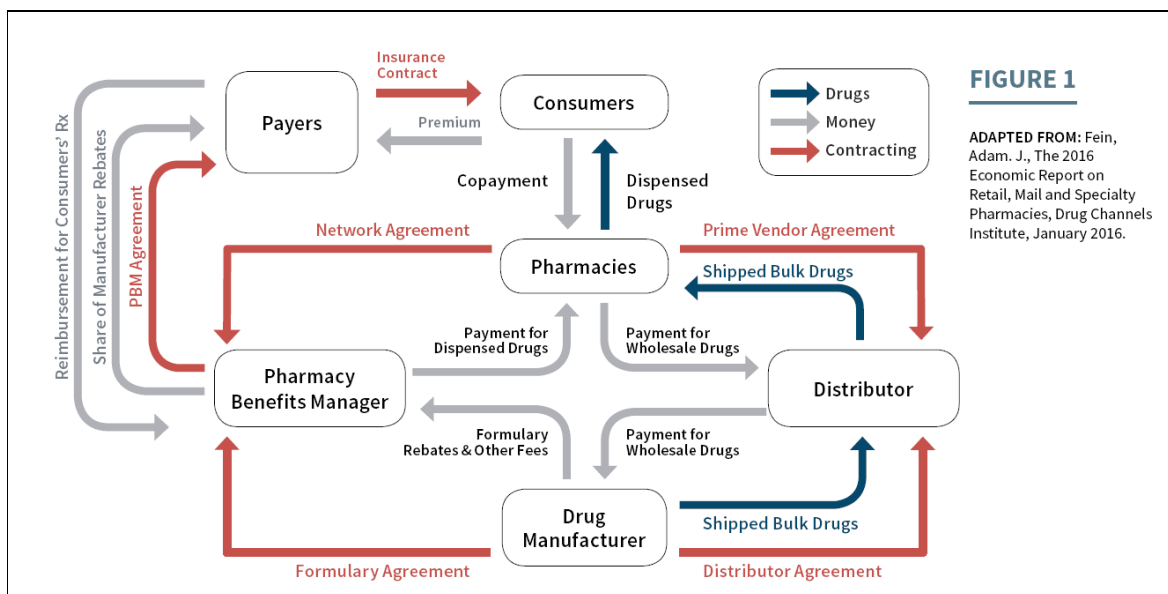 Insurance
Contract
Payers
Consumers
Premium
Drugs
Money
Contracting
FIGURE 1
ADAPTED FROM: Fein,
Adam. J., The 2016
Economic Report on
Retail, Mail and Specialty
Pharmacies, Drug Channels
Institute, January 2016.
Reimbursement for Consumers' Rx
Share of Manufacturer Rebates
PBM Agreement
Copayment
Dispensed
Drugs
Network Agreement
Prime Vendor Agreement
Pharmacies
Shipped Bulk Drugs
Payment for
Dispensed Drugs
Payment for
Wholesale Drugs
Pharmacy
Benefits Manager
Distributor
Formulary
Rebates & Other Fees
Payment for
Wholesale Drugs
Drug
Manufacturer
Shipped Bulk Drugs
Formulary Agreement
Distributor Agreement